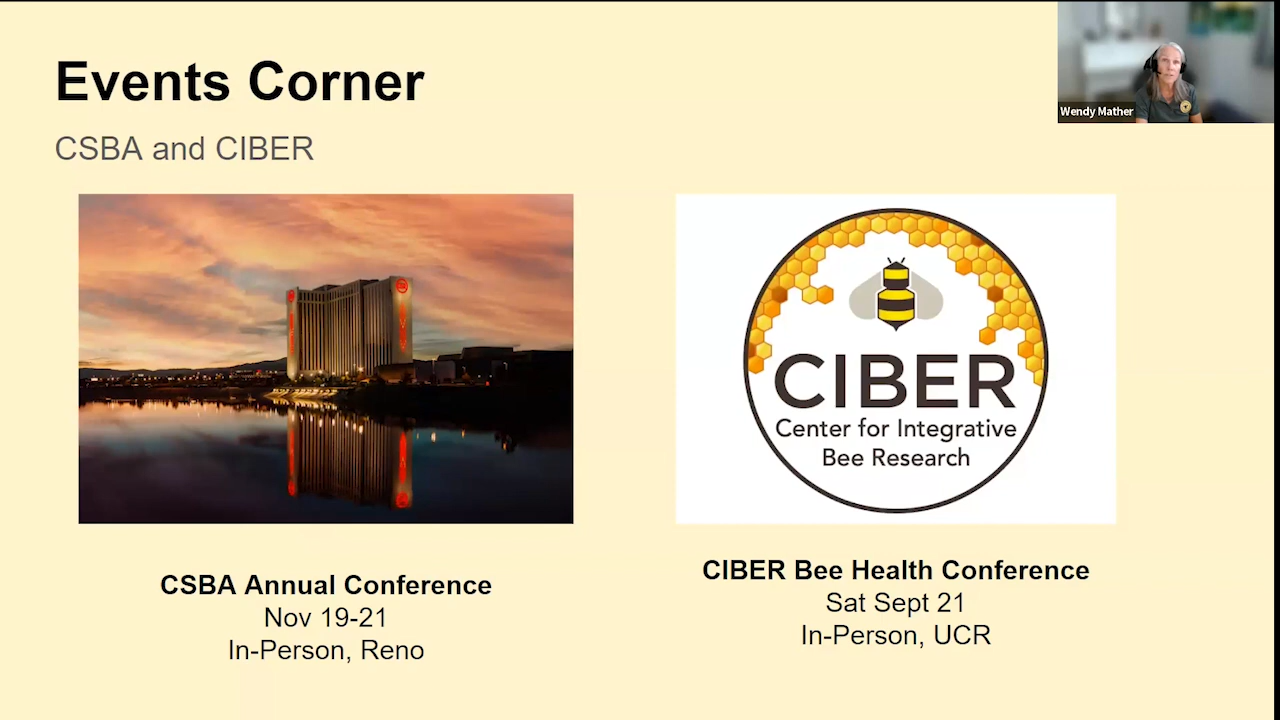 Events Corner
CSBA and CIBER
Wendy Mather
CIBER
Center for Integrative
Bee Research
CSBA Annual Conference
Nov 19-21
In-Person, Reno
CIBER Bee Health Conference
Sat Sept 21
In-Person, UCR